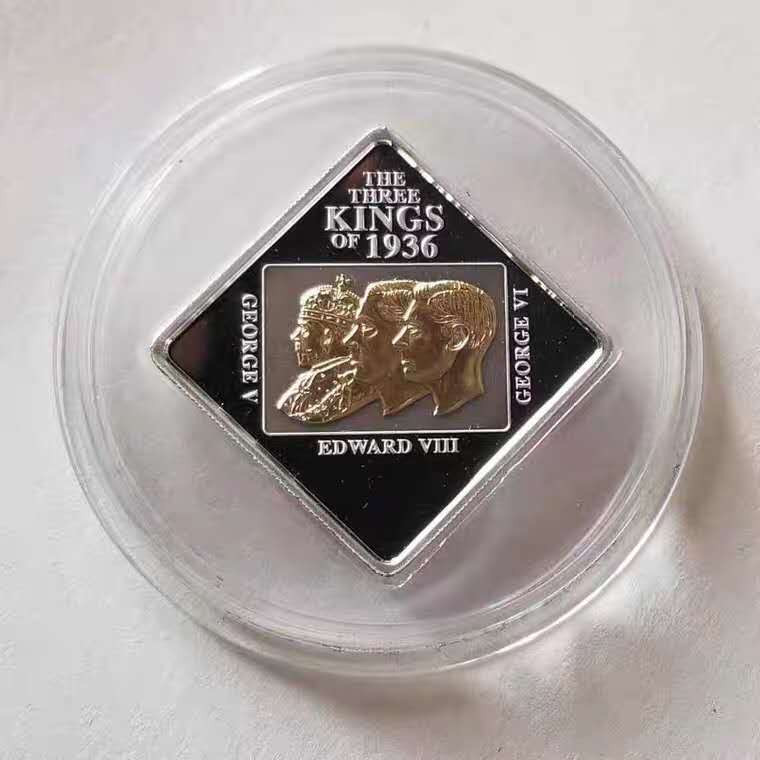 THE
THREE
KINGS
OF 1936
GEORGE V
EDWARD VIII
GEORGE VI